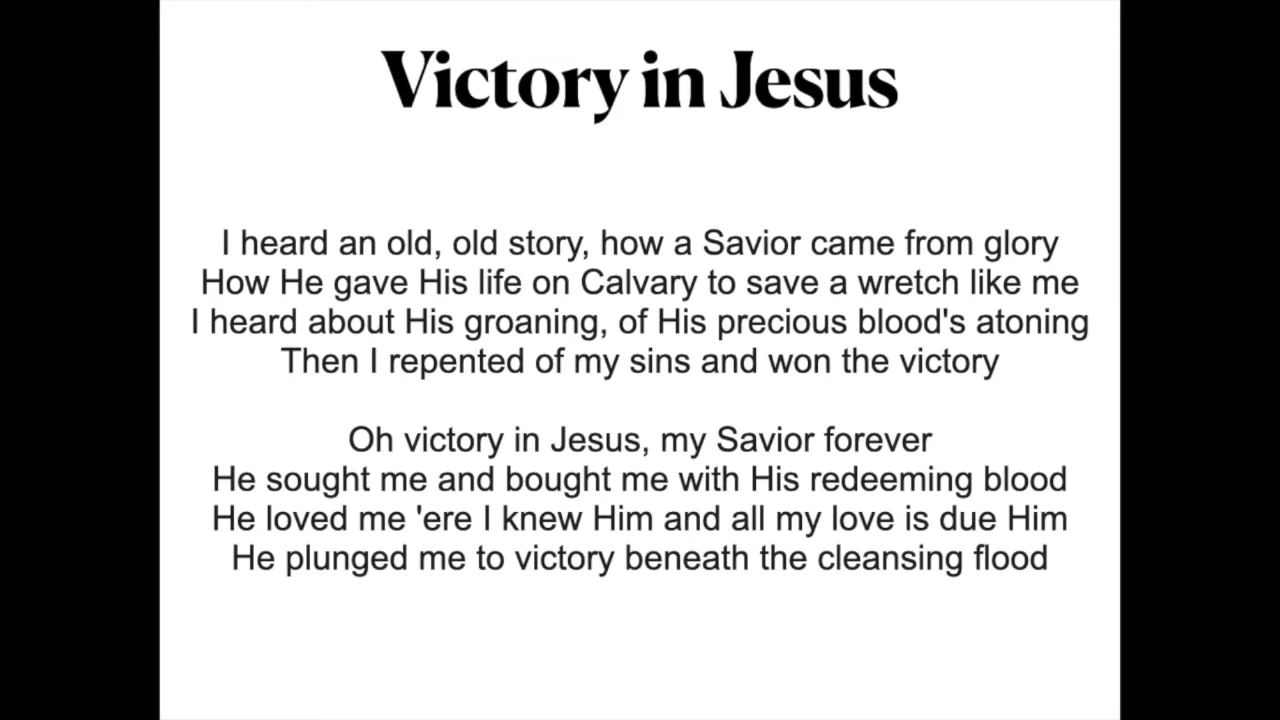 Victory in Jesus
I heard an old, old story, how a Savior came from glory
How He gave His life on Calvary to save a wretch like me
I heard about His groaning, of His precious blood's atoning
Then I repented of my sins and won the victory
Oh victory in Jesus, my Savior forever
He sought me and bought me with His redeeming blood
He loved me 'ere I knew Him and all my love is due Him
He plunged me to victory beneath the cleansing flood